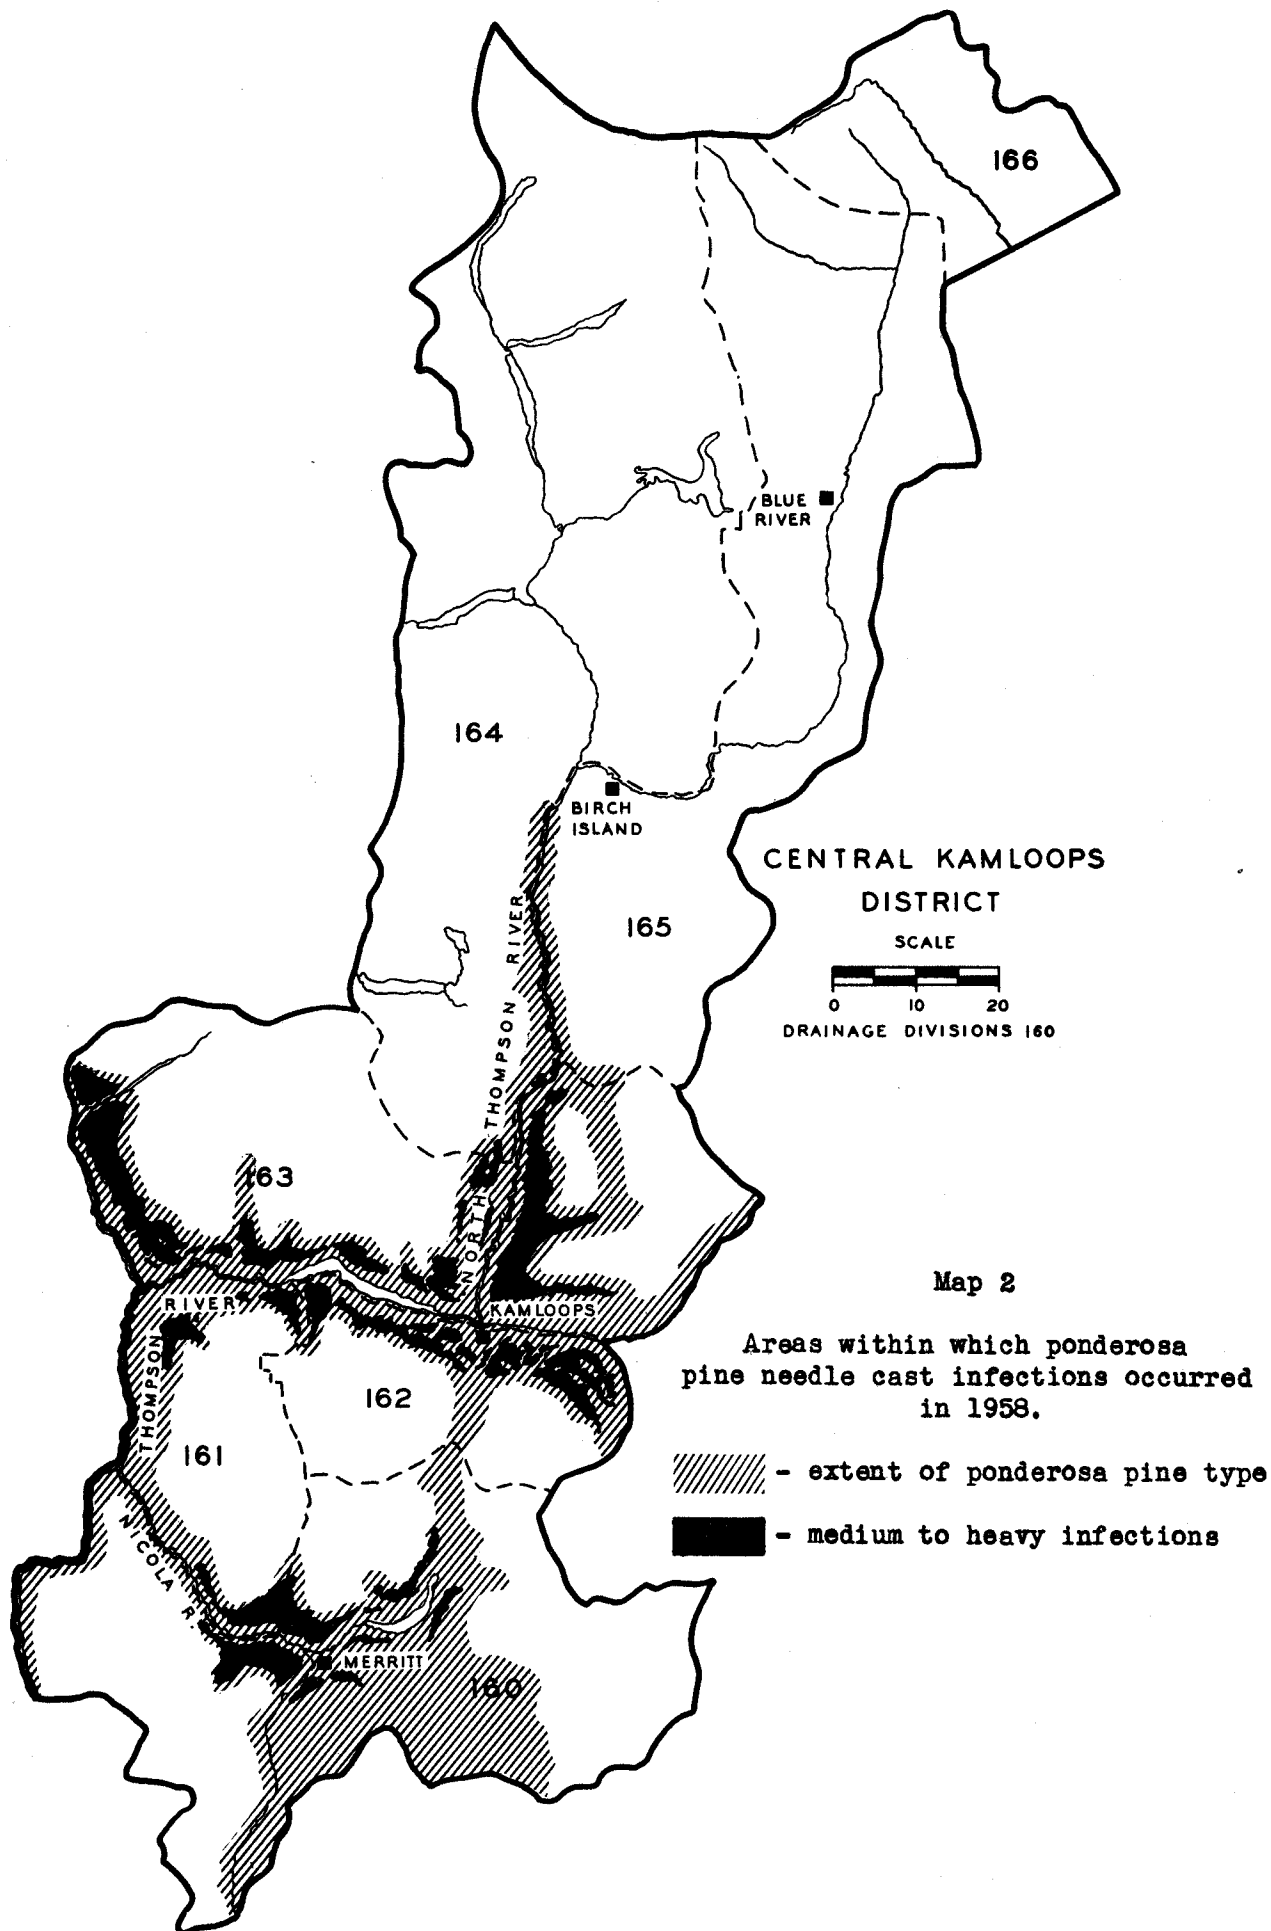 166
BLUE
RIVER
164
BIRCH
ISLAND
CENTRAL KAMLOOPS
DISTRICT
SCALE
0 10 20
DRAINAGE DIVISIONS 160
165
NORTH THOMPSON RIVER
163
KAMLOOPS
THOMPSON RIVER
162
161
NICOLA R.
MERRITT
160
Map 2
Areas within which ponderosa
pine needle cast infections occurred
in 1958.
- extent of ponderosa pine type
- medium to heavy infections